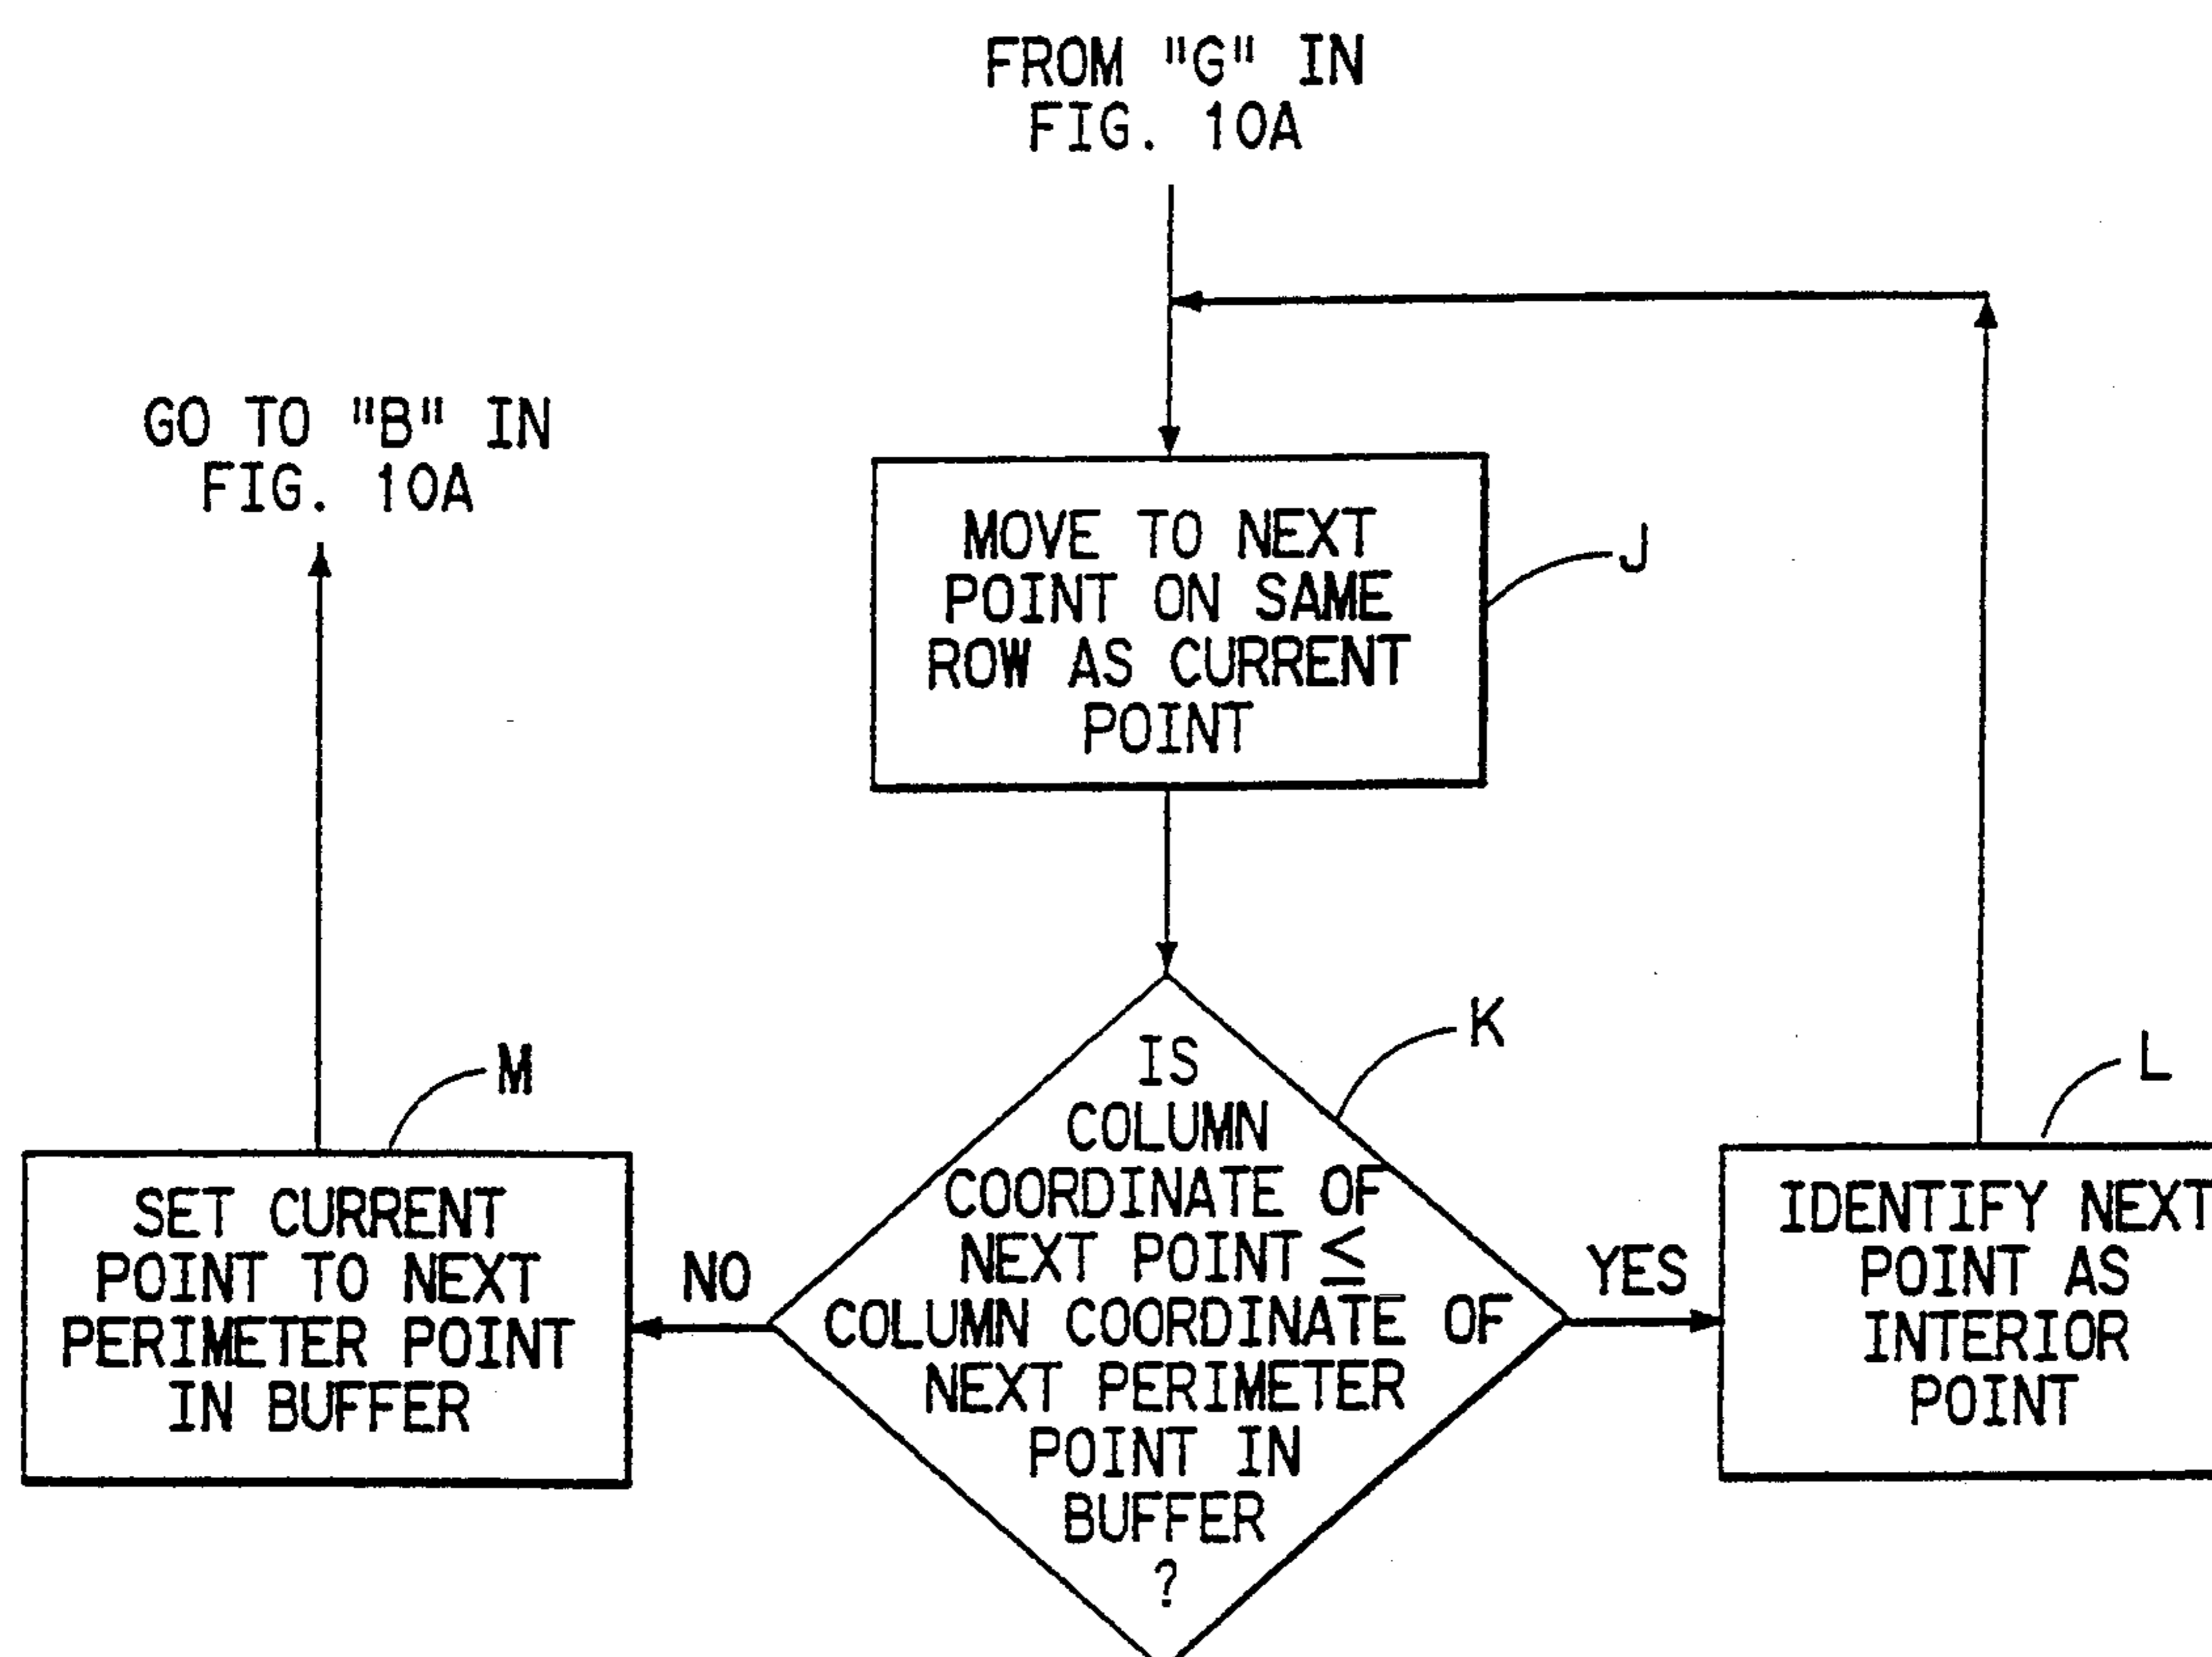 FROM "G" IN
FIG. 10A
GO TO "B" IN
FIG. 10A
MOVE TO NEXT
POINT ON SAME
ROW AS CURRENT
POINT
J
K
IS
COLUMN
COORDINATE OF
NEXT POINT ≤
COLUMN COORDINATE OF
NEXT PERIMETER
POINT IN
BUFFER
?
NO
YES
M
SET CURRENT
POINT TO NEXT
PERIMETER POINT
IN BUFFER
L
IDENTIFY NEXT
POINT AS
INTERIOR
POINT